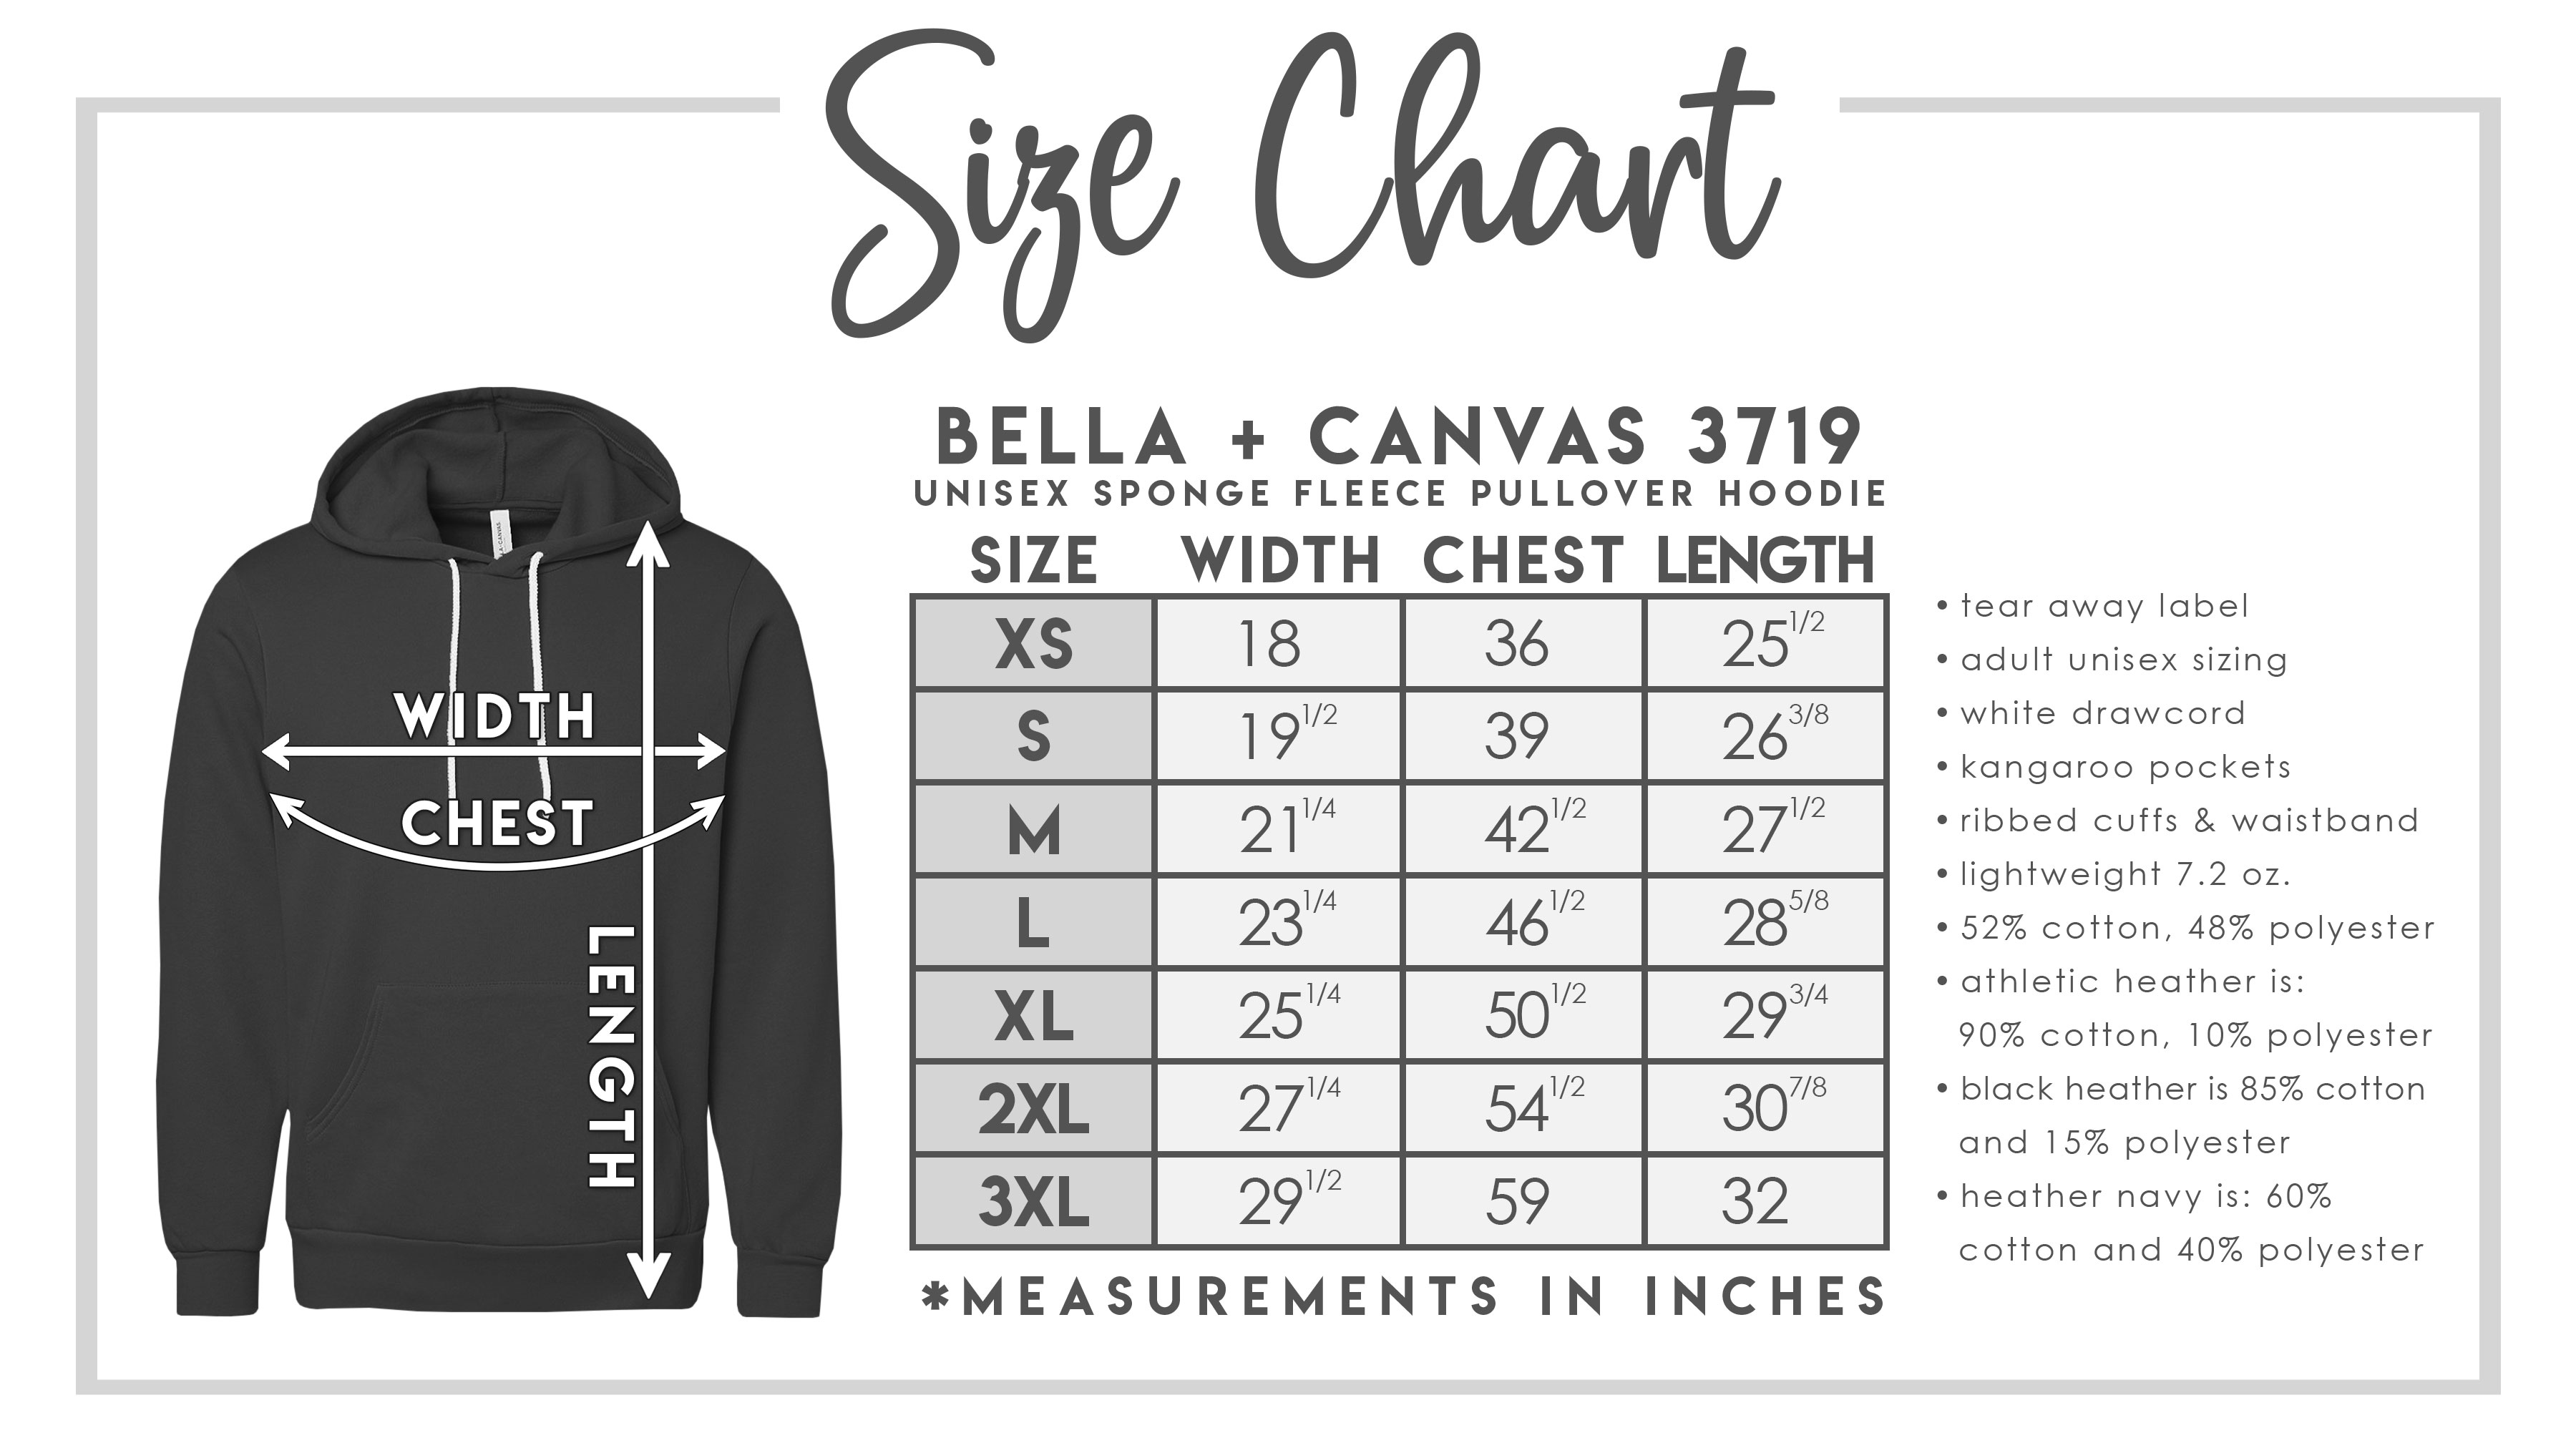 Size Chart
BELLA + CANVAS 3719
UNISEX SPONGE FLEECE PULLOVER HOODIE
SIZE WIDTH CHEST LENGTH
XS 18 36 25 1/2
S 19 1/2 39 26 3/8
M 21 1/4 42 1/2 27 1/2
L 23 1/4 46 1/2 28 5/8
XL 25 1/4 50 1/2 29 3/4
2XL 27 1/4 54 1/2 30 7/8
3XL 29 1/2 59 32
*MEASUREMENTS IN INCHES
WIDTH
CHEST
LENGTH
• tear away label
• adult unisex sizing
• white drawcord
• kangaroo pockets
• ribbed cuffs & waistband
• lightweight 7.2 oz.
• 52% cotton, 48% polyester
• athletic heather is:
90% cotton, 10% polyester
• black heather is 85% cotton
and 15% polyester
• heather navy is: 60%
cotton and 40% polyester